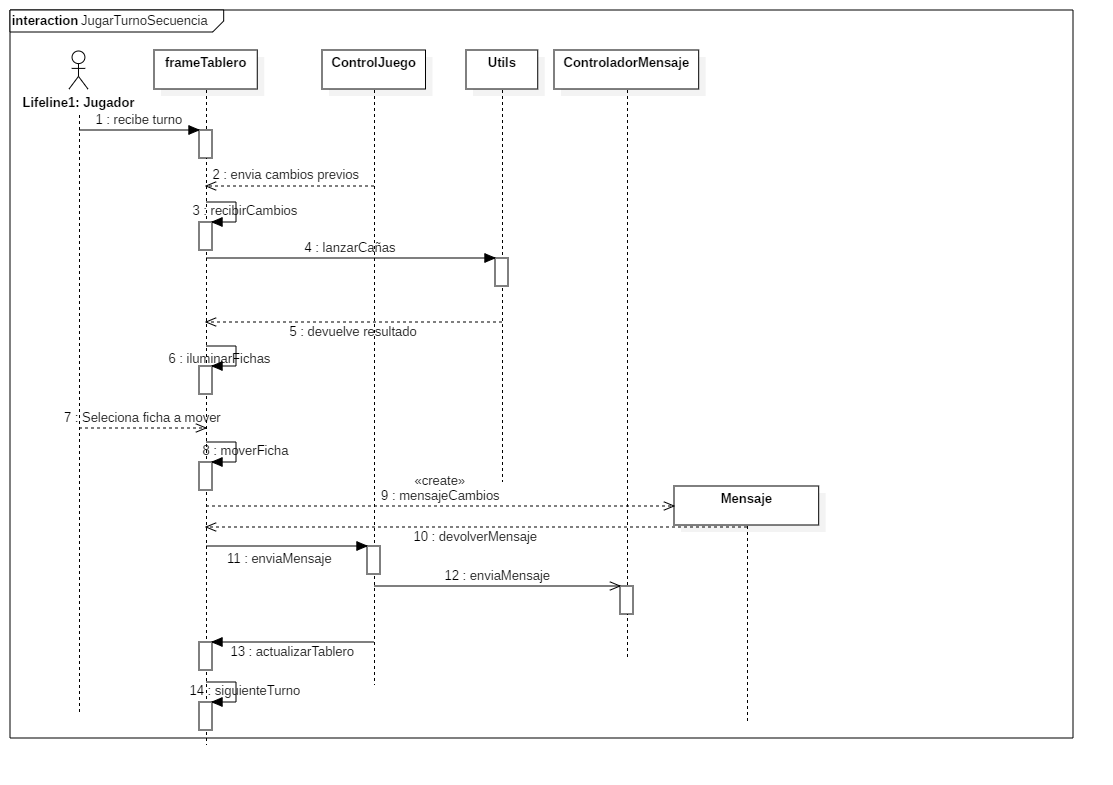 interaction JugarTurnoSecuencia
frameTablero
ControlJuego
Utils
ControladorMensaje
Lifeline1: Jugador
1 : recibe turno
2 : envia cambios previos
3 : recibirCambios
4 : lanzarCañas
5 : devuelve resultado
6 : iluminarFichas
7 : Seleciona ficha a mover
8 : moverFicha
«create»
9 : mensajeCambios
Mensaje
10 : devolverMensaje
11 : enviaMensaje
12 : enviaMensaje
13 : actualizarTablero
14 : siguienteTurno